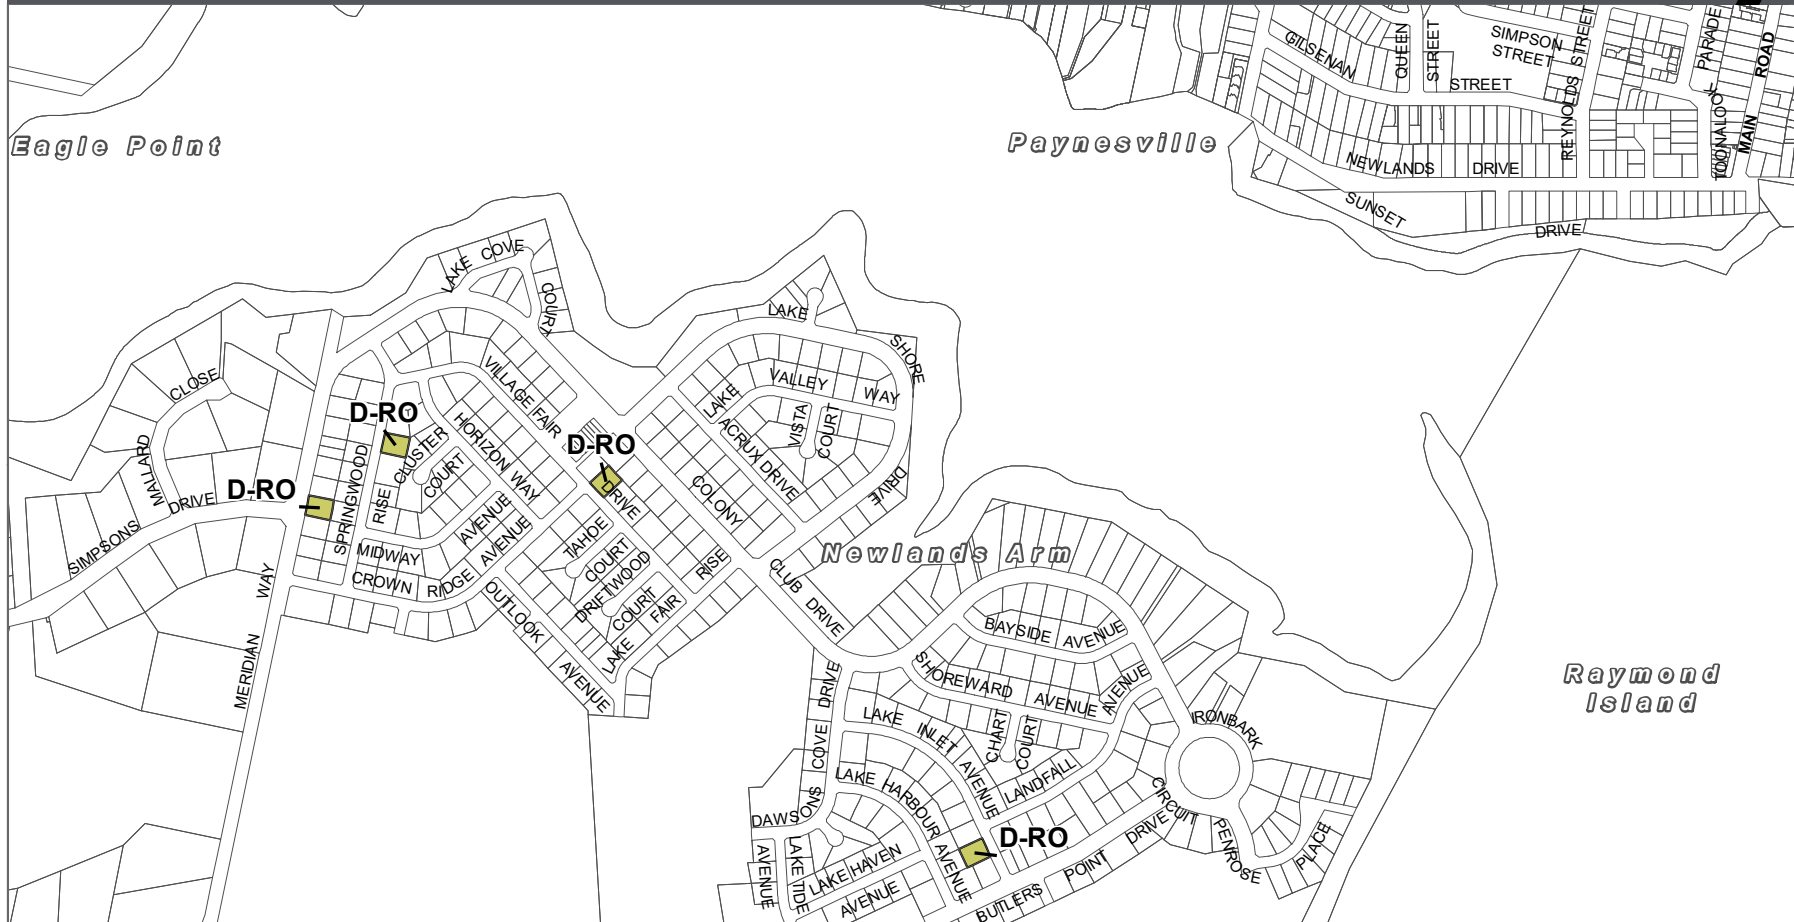 Eagle Point
Paynesville
GILSENAN
STREET
QUEEN
STREET
SIMPSON
STREET
REYNOLDS STREET
TOONALOOK PARADE
MAIN ROAD
NEWLANDS DRIVE
SUNSET
DRIVE
LAKE COVE
COURT
LAKE
SHORE
DRIVE
CLOSE
MALLARD
SIMPSONS DRIVE
D-RO
D-RO
D-RO
SPRINGWOOD
RISE
CLUSTER
COURT
VILLAGE FAIR
DRIVE
HORIZON WAY
LAKE
VALLEY
WAY
VISTA
COURT
ACRUX DRIVE
COLONY
RISE
MIDWAY
AVENUE
CROWN RIDGE AVENUE
TAHOE
COURT
DRIFTWOOD
COURT
LAKE FAIR
OUTLOOK
AVENUE
MERIDIAN WAY
CLUB DRIVE
Newlands Arm
BAYSIDE AVENUE
SHOREWARD AVENUE
AVENUE
CHART
COURT
LANDFALL
IRONBARK
CIRCUIT
Raymond
Island
DAWSONS COVE DRIVE
LAKE INLET AVENUE
LAKE HARBOUR AVENUE
D-RO
LAKE HAVEN
AVENUE
LAKE TIDE
AVENUE
BUTLERS POINT DRIVE
PENROSE
PLACE